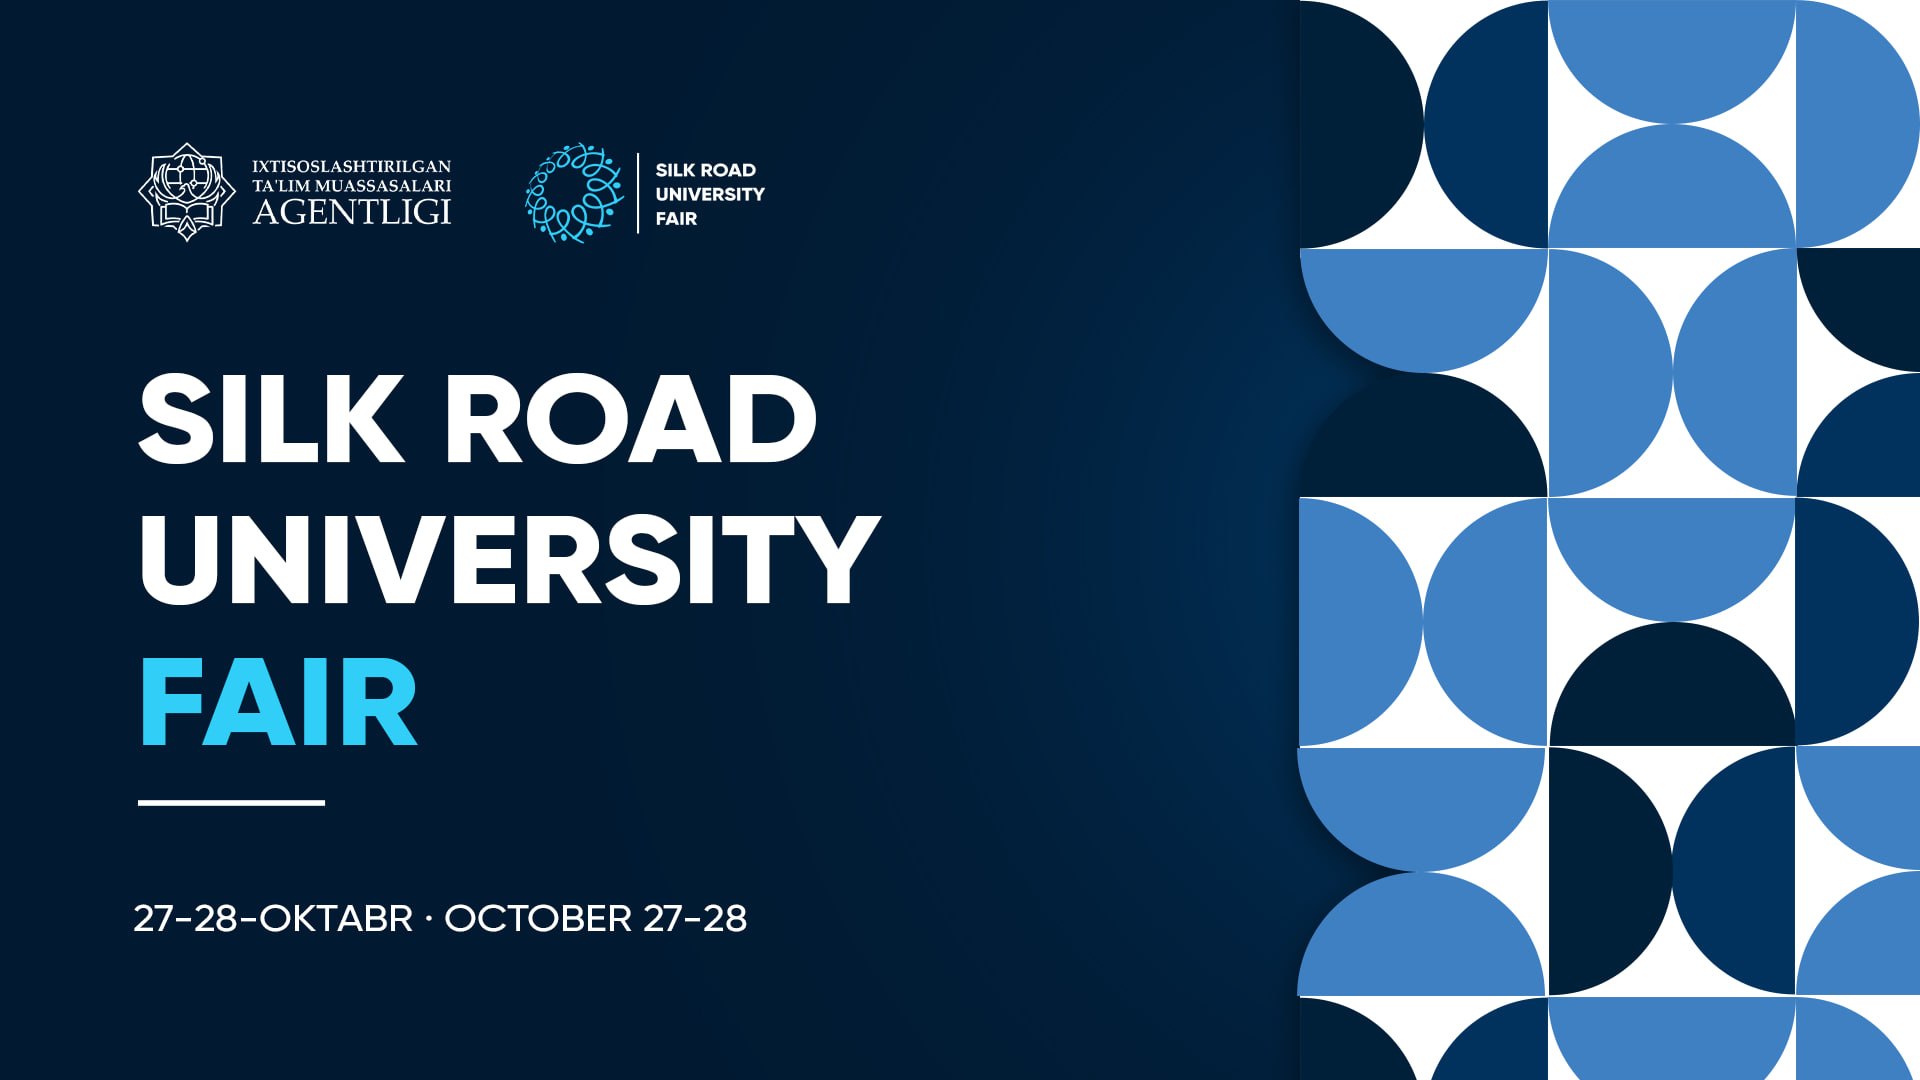 IXTISOSLASHTIRILGAN
TA'LIM MUASSASALARI
AGENTLIGI
SILK ROAD
UNIVERSITY
FAIR
SILK ROAD
UNIVERSITY
FAIR
27-28-OKTABR · OCTOBER 27-28